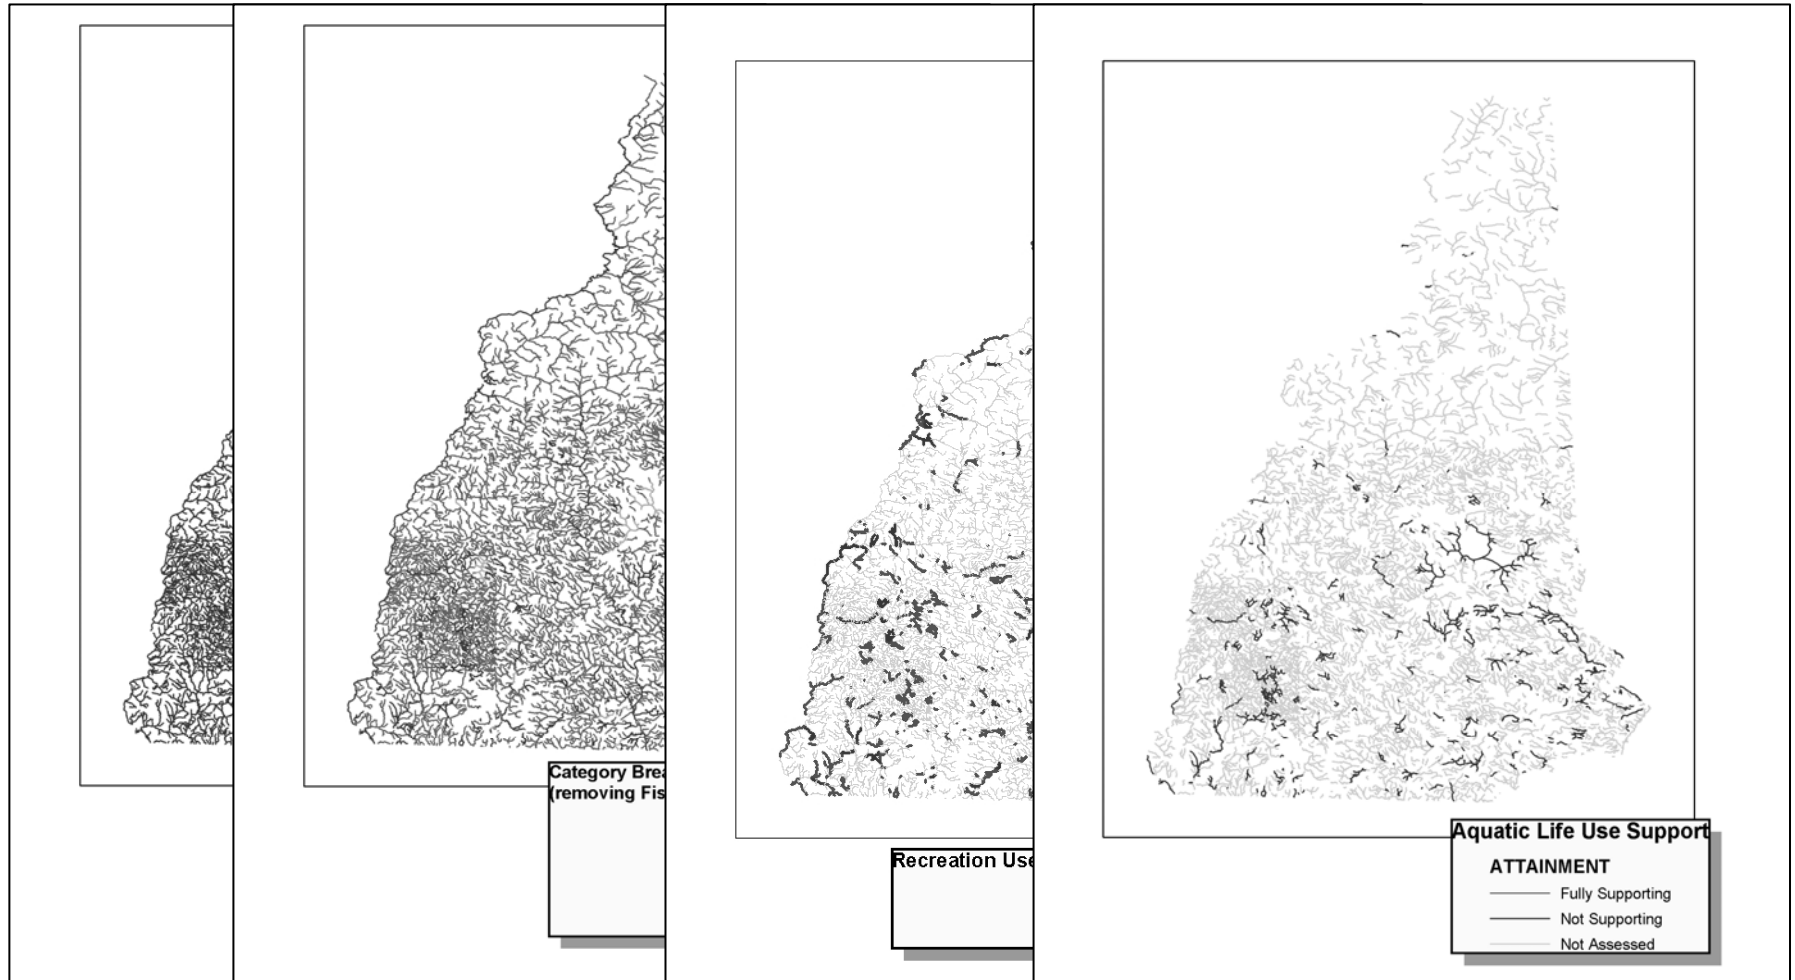 Category Brea
(removing Fis
Recreation Use
Aquatic Life Use Support
ATTAINMENT
Fully Supporting
Not Supporting
Not Assessed